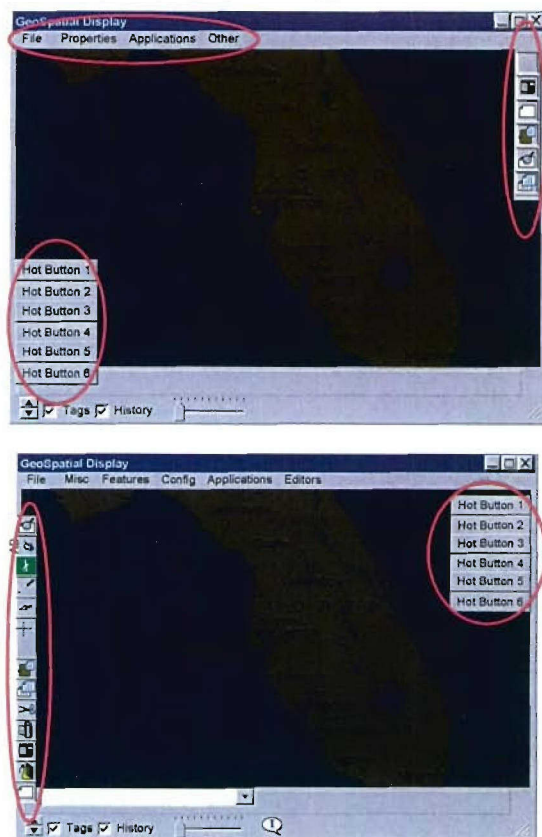 GeoSpatial Display
File Properties Applications Other
Hot Button 1
Hot Button 2
Hot Button 3
Hot Button 4
Hot Button 5
Hot Button 6
Tags History
GeoSpatial Display
File Misc Features Config Applications Editors
Hot Button 1
Hot Button 2
Hot Button 3
Hot Button 4
Hot Button 5
Hot Button 6
Tags History